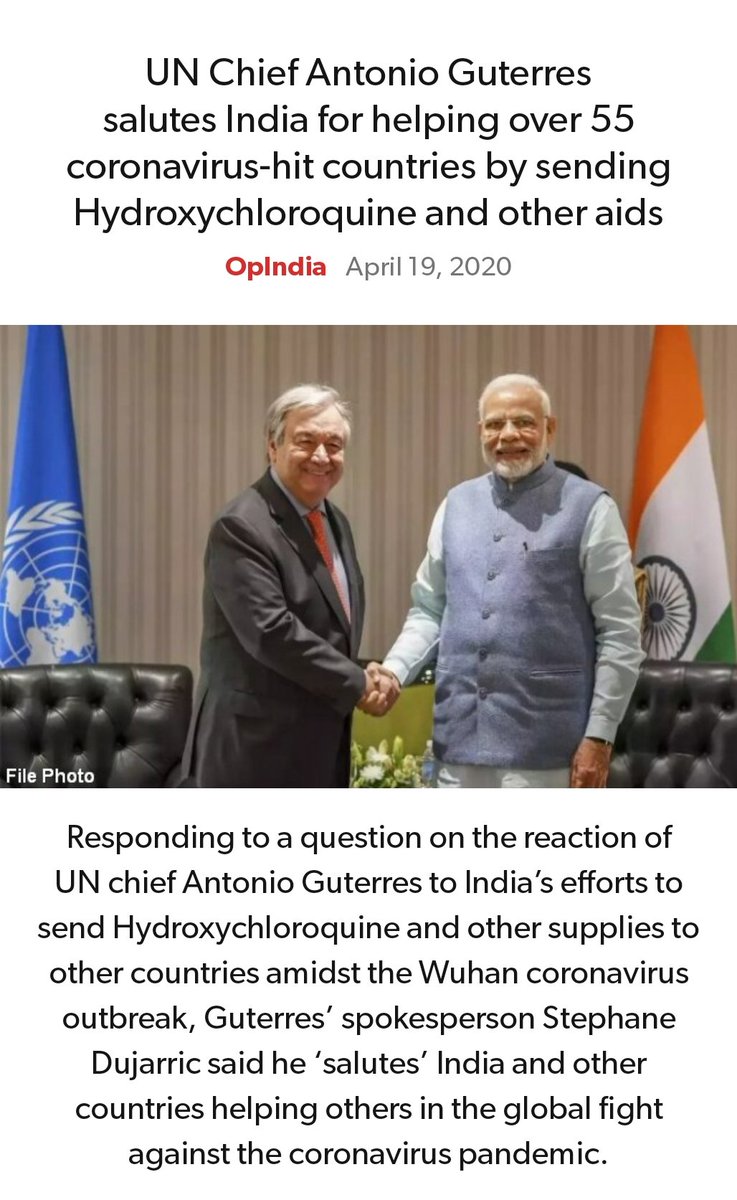 UN Chief Antonio Guterres
salutes India for helping over 55
coronavirus-hit countries by sending
Hydroxychloroquine and other aids
OpIndia April 19, 2020
File Photo
Responding to a question on the reaction of
UN chief Antonio Guterres to India’s efforts to
send Hydroxychloroquine and other supplies to
other countries amidst the Wuhan coronavirus
outbreak, Guterres’ spokesperson Stephane
Dujarric said he ‘salutes’ India and other
countries helping others in the global fight
against the coronavirus pandemic.